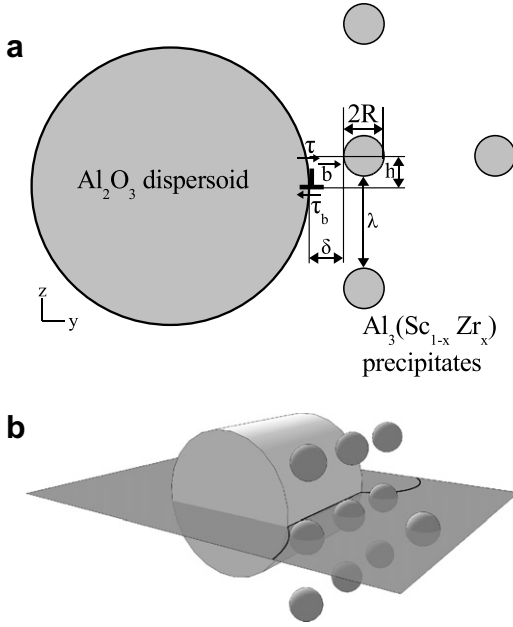 a
2R
τ
b
h
Al₂O₃ dispersoid
τb
λ
δ
z
y
Al₃(Sc₁₋ₓ Zrₓ)
precipitates
b